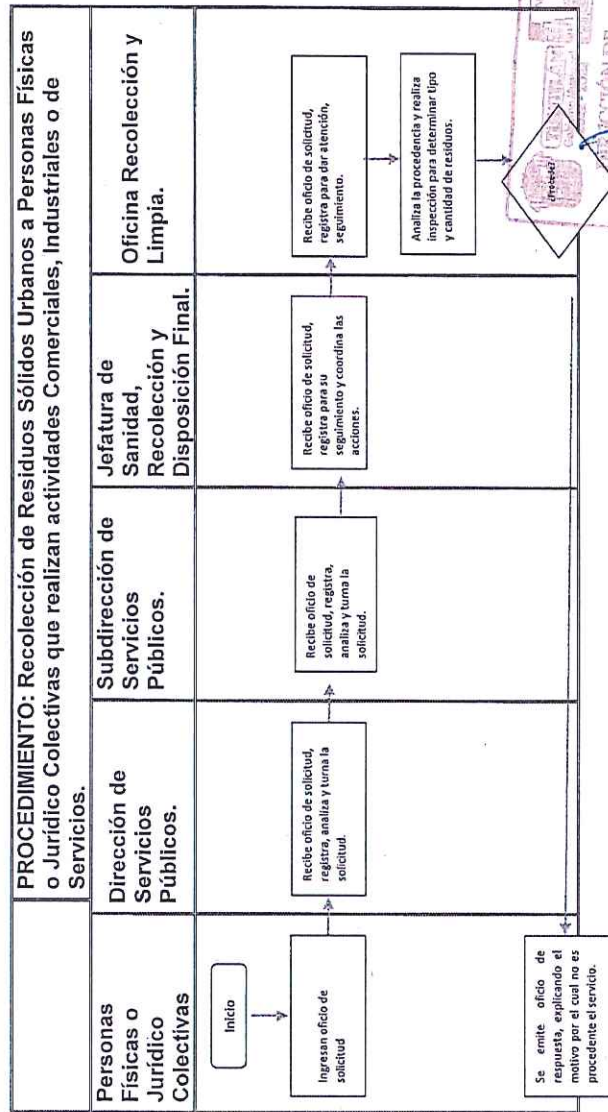 PROCEDIMIENTO: Recolección de Residuos Sólidos Urbanos a Personas Físicas
o Jurídico Colectivas que realizan actividades Comerciales, Industriales o de
Servicios.
Personas
Físicas o
Jurídico
Colectivas
Dirección de
Servicios
Públicos.
Subdirección de
Servicios
Públicos.
Jefatura de
Sanidad,
Recolección y
Disposición Final.
Oficina Recolección y
Limpia.
Inicio
Ingresan oficio de
solicitud
Recibe oficio de solicitud,
registra, analiza y turna la
solicitud.
Recibe oficio de
solicitud, registra,
analiza y turna la
solicitud.
Recibe oficio de solicitud,
registra para su
seguimiento y coordina las
acciones.
Recibe oficio de solicitud,
registra para dar atención,
seguimiento.
Analiza la procedencia y realiza
inspección para determinar tipo
y cantidad de residuos.
¿Procede?
Se emite oficio de
respuesta, explicando el
motivo por el cual no es
procedente el servicio.